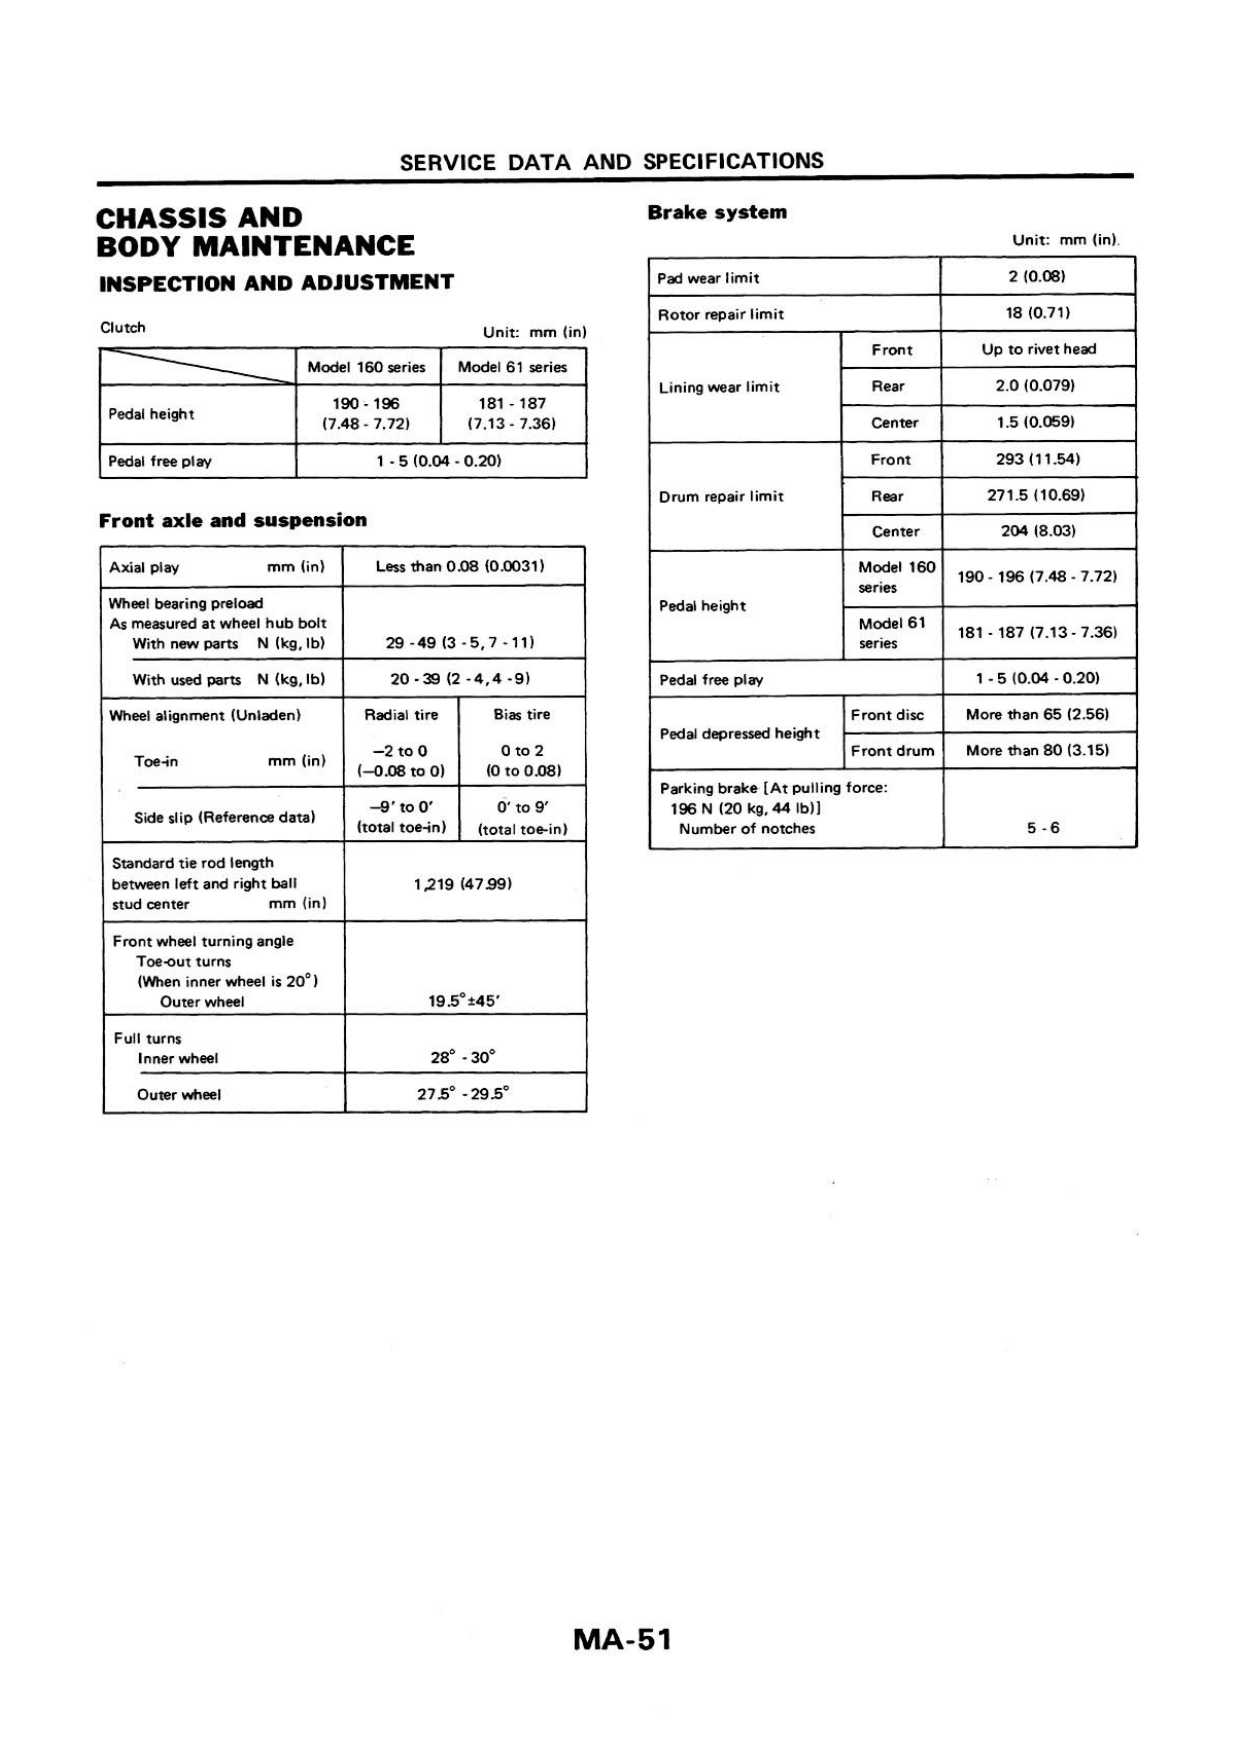 SERVICE DATA AND SPECIFICATIONS
CHASSIS AND
BODY MAINTENANCE
INSPECTION AND ADJUSTMENT
Clutch Unit: mm (in)
Model 160 series Model 61 series
Pedal height 190 - 196 (7.48 - 7.72) 181 - 187 (7.13 - 7.36)
Pedal free play 1 - 5 (0.04 - 0.20)
Front axle and suspension
Axial play mm (in) Less than 0.08 (0.0031)
Wheel bearing preload
As measured at wheel hub bolt
With new parts N (kg, lb) 29 - 49 (3 - 5, 7 - 11)
With used parts N (kg, lb) 20 - 39 (2 - 4, 4 - 9)
Wheel alignment (Unladen) Radial tire Bias tire
Toe-in mm (in) −2 to 0 (−0.08 to 0) 0 to 2 (0 to 0.08)
Side slip (Reference data) −9′ to 0′ (total toe-in) 0′ to 9′ (total toe-in)
Standard tie rod length
between left and right ball
stud center mm (in) 1,219 (47.99)
Front wheel turning angle
Toe-out turns
(When inner wheel is 20°)
Outer wheel 19.5°±45′
Full turns
Inner wheel 28° - 30°
Outer wheel 27.5° - 29.5°
Brake system
Unit: mm (in).
Pad wear limit 2 (0.08)
Rotor repair limit 18 (0.71)
Lining wear limit
Front Up to rivet head
Rear 2.0 (0.079)
Center 1.5 (0.059)
Drum repair limit
Front 293 (11.54)
Rear 271.5 (10.69)
Center 204 (8.03)
Pedal height
Model 160 series 190 - 196 (7.48 - 7.72)
Model 61 series 181 - 187 (7.13 - 7.36)
Pedal free play 1 - 5 (0.04 - 0.20)
Pedal depressed height
Front disc More than 65 (2.56)
Front drum More than 80 (3.15)
Parking brake [At pulling force:
196 N (20 kg, 44 lb)]
Number of notches 5 - 6
MA-51